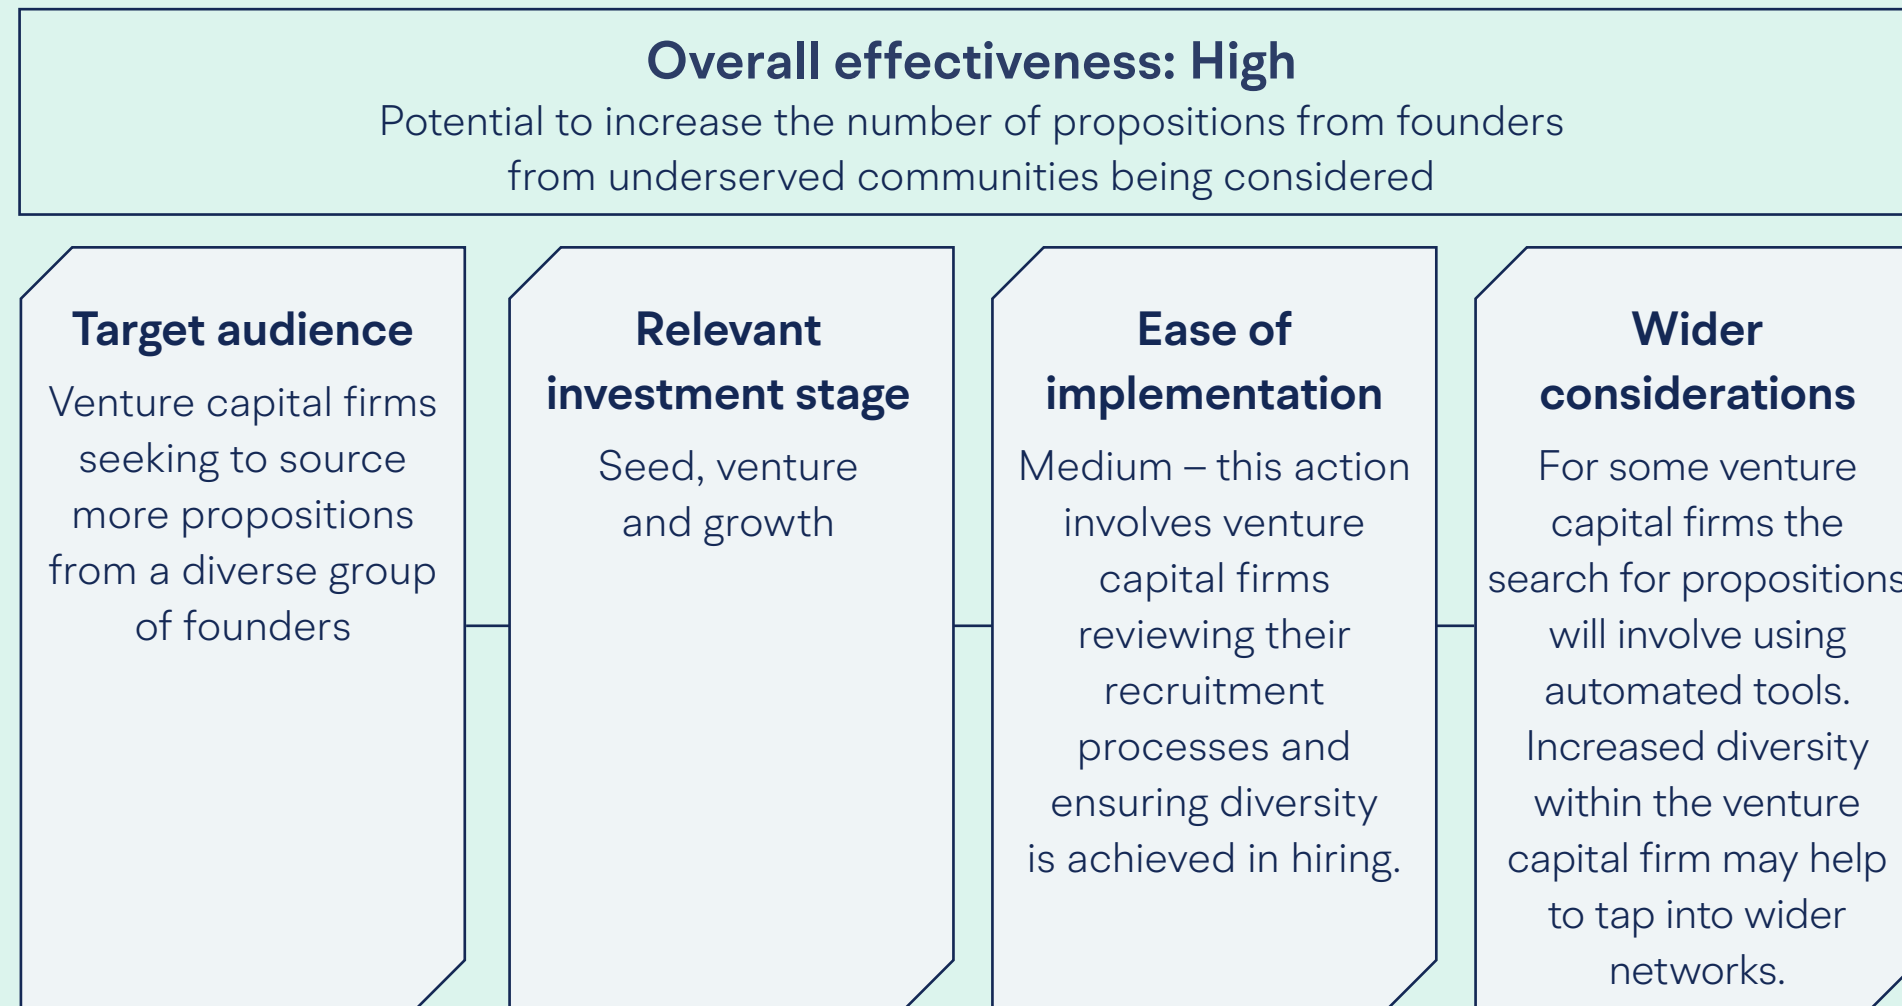 Overall effectiveness: High
Potential to increase the number of propositions from founders
from underserved communities being considered
Target audience
Venture capital firms
seeking to source
more propositions
from a diverse group
of founders
Relevant
investment stage
Seed, venture
and growth
Ease of
implementation
Medium – this action
involves venture
capital firms
reviewing their
recruitment
processes and
ensuring diversity
is achieved in hiring.
Wider
considerations
For some venture
capital firms the
search for propositions
will involve using
automated tools.
Increased diversity
within the venture
capital firm may help
to tap into wider
networks.